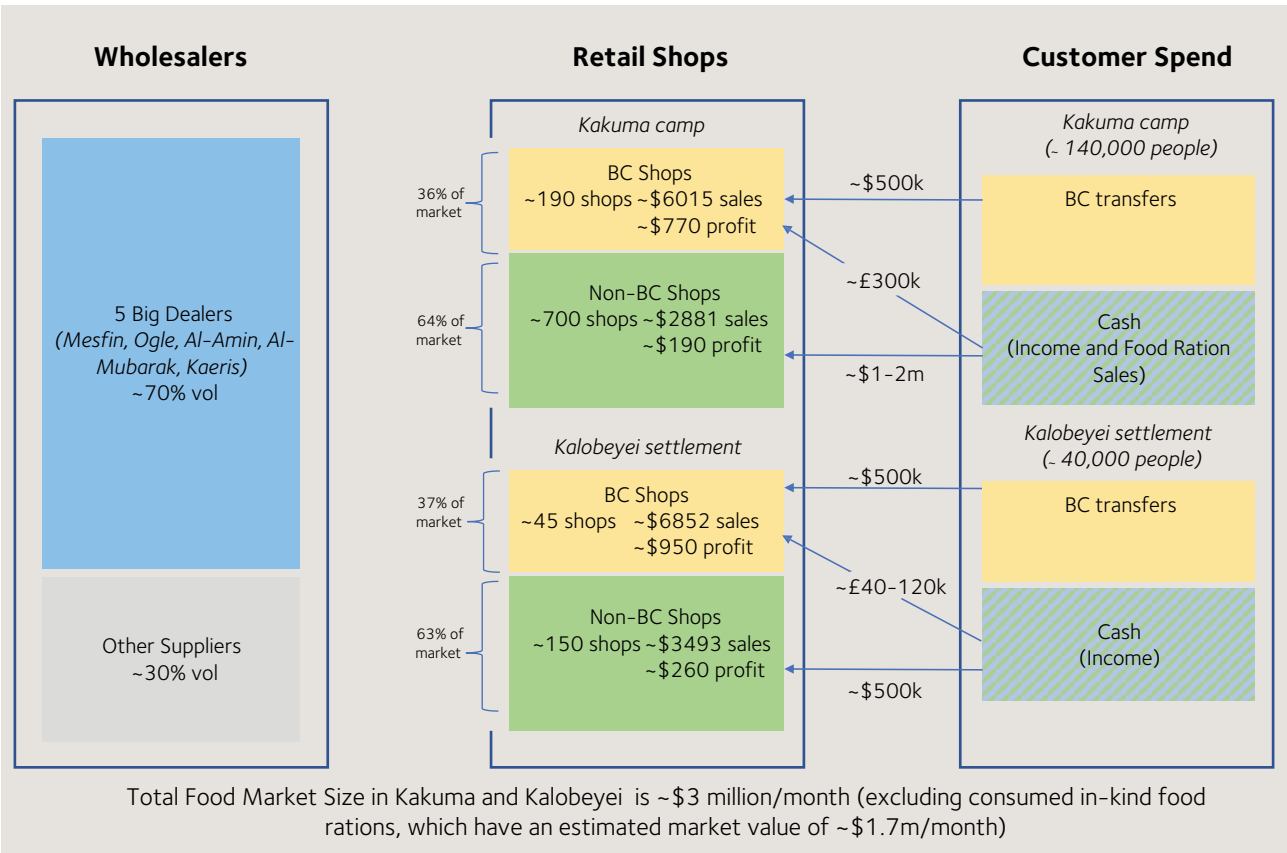 Wholesalers
5 Big Dealers
(Mesfin, Ogle, Al-Amin, Al-
Mubarak, Kaeris)
~70% vol
Other Suppliers
~30% vol
Retail Shops
Kakuma camp
36% of
market
BC Shops
~190 shops ~$6015 sales
~$770 profit
64% of
market
Non-BC Shops
~700 shops ~$2881 sales
~$190 profit
Kalobeyei settlement
37% of
market
BC Shops
~45 shops ~$6852 sales
~$950 profit
63% of
market
Non-BC Shops
~150 shops ~$3493 sales
~$260 profit
~$500k
~£300k
~$1-2m
~$500k
~£40-120k
~$500k
Customer Spend
Kakuma camp
(~ 140,000 people)
BC transfers
Cash
(Income and Food Ration
Sales)
Kalobeyei settlement
(~ 40,000 people)
BC transfers
Cash
(Income)
Total Food Market Size in Kakuma and Kalobeyei is ~$3 million/month (excluding consumed in-kind food
rations, which have an estimated market value of ~$1.7m/month)